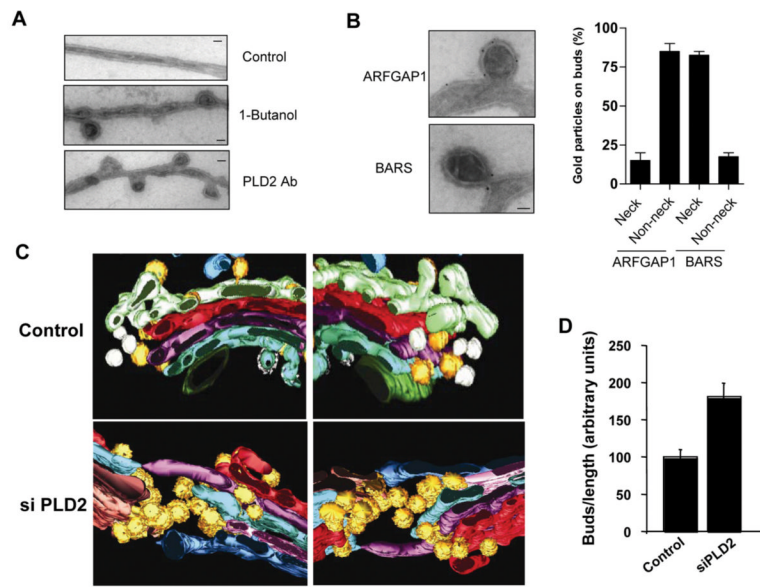 A
Control
1-Butanol
PLD2 Ab
B
ARFGAP1
BARS
Gold particles on buds (%)
100
75
50
25
0
Neck
Non-neck
Neck
Non-neck
ARFGAP1
BARS
C
Control
si PLD2
D
Buds/length (arbitrary units)
250
200
150
100
50
0
Control
siPLD2